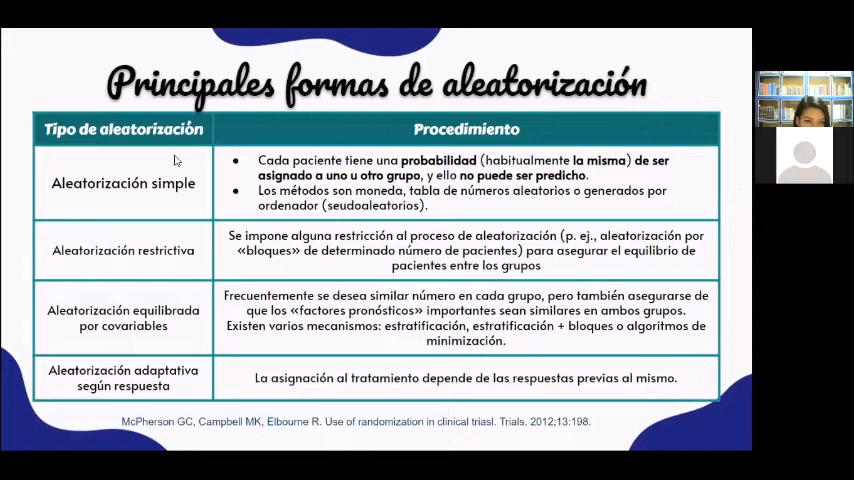 Principales formas de aleatorización
Tipo de aleatorización
Procedimiento
Aleatorización simple
● Cada paciente tiene una probabilidad (habitualmente la misma) de ser
asignado a uno u otro grupo, y ello no puede ser predicho.
● Los métodos son moneda, tabla de números aleatorios o generados por
ordenador (seudoaleatorios).
Aleatorización restrictiva
Se impone alguna restricción al proceso de aleatorización (p. ej., aleatorización por
«bloques» de determinado número de pacientes) para asegurar el equilibrio de
pacientes entre los grupos
Aleatorización equilibrada
por covariables
Frecuentemente se desea similar número en cada grupo, pero también asegurarse de
que los «factores pronósticos» importantes sean similares en ambos grupos.
Existen varios mecanismos: estratificación, estratificación + bloques o algoritmos de
minimización.
Aleatorización adaptativa
según respuesta
La asignación al tratamiento depende de las respuestas previas al mismo.
McPherson GC, Campbell MK, Elbourne R. Use of randomization in clinical triasl. Trials. 2012;13:198.